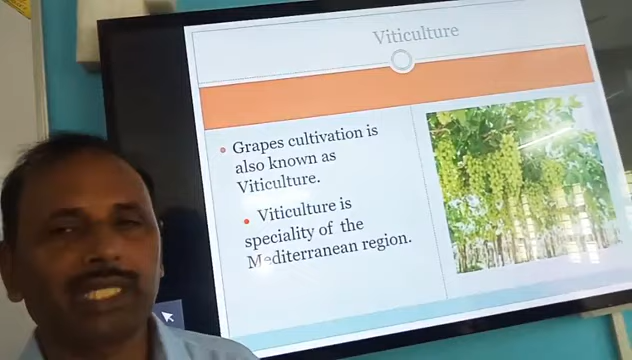 Viticulture
Grapes cultivation is
also known as
Viticulture.
Viticulture is
speciality of the
Mediterranean region.